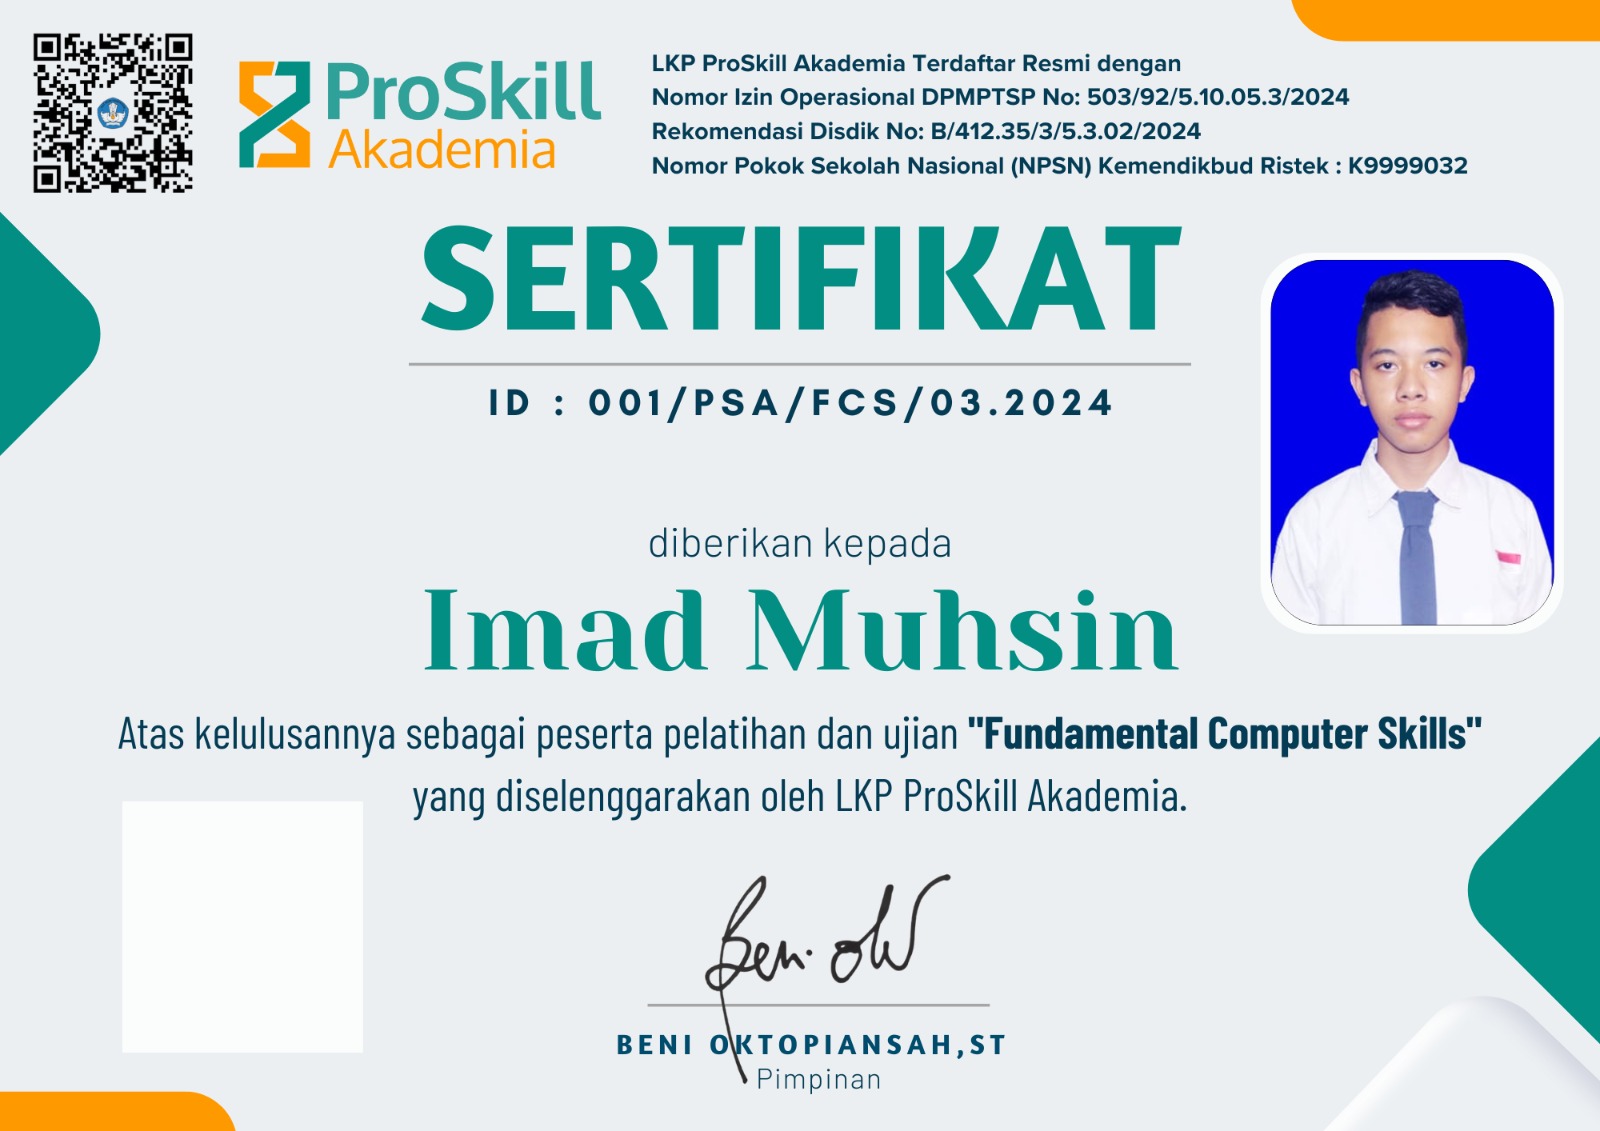 ProSkill
Akademia
LKP ProSkill Akademia Terdaftar Resmi dengan
Nomor Izin Operasional DPMPTSP No: 503/92/5.10.05.3/2024
Rekomendasi Disdik No: B/412.35/3/5.3.02/2024
Nomor Pokok Sekolah Nasional (NPSN) Kemendikbud Ristek : K9999032
SERTIFIKAT
ID : 001/PSA/FCS/03.2024
diberikan kepada
Imad Muhsin
Atas kelulusannya sebagai peserta pelatihan dan ujian "Fundamental Computer Skills"
yang diselenggarakan oleh LKP ProSkill Akademia.
BENI OKTOPIANSAH,ST
Pimpinan